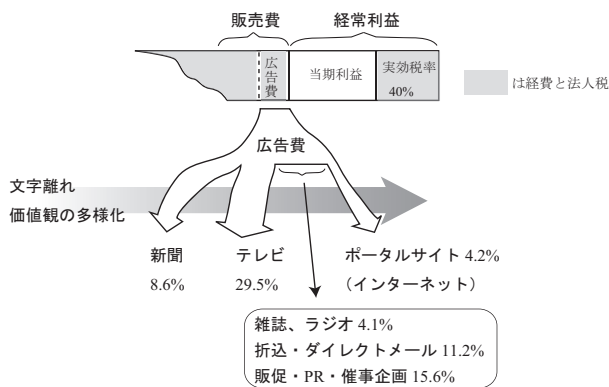 販売費
経常利益
広告費
当期利益
実効税率
40%
は経費と法人税
広告費
文字離れ
価値観の多様化
新聞
8.6%
テレビ
29.5%
ポータルサイト 4.2%
（インターネット）
雑誌、ラジオ 4.1%
折込・ダイレクトメール 11.2%
販促・PR・催事企画 15.6%